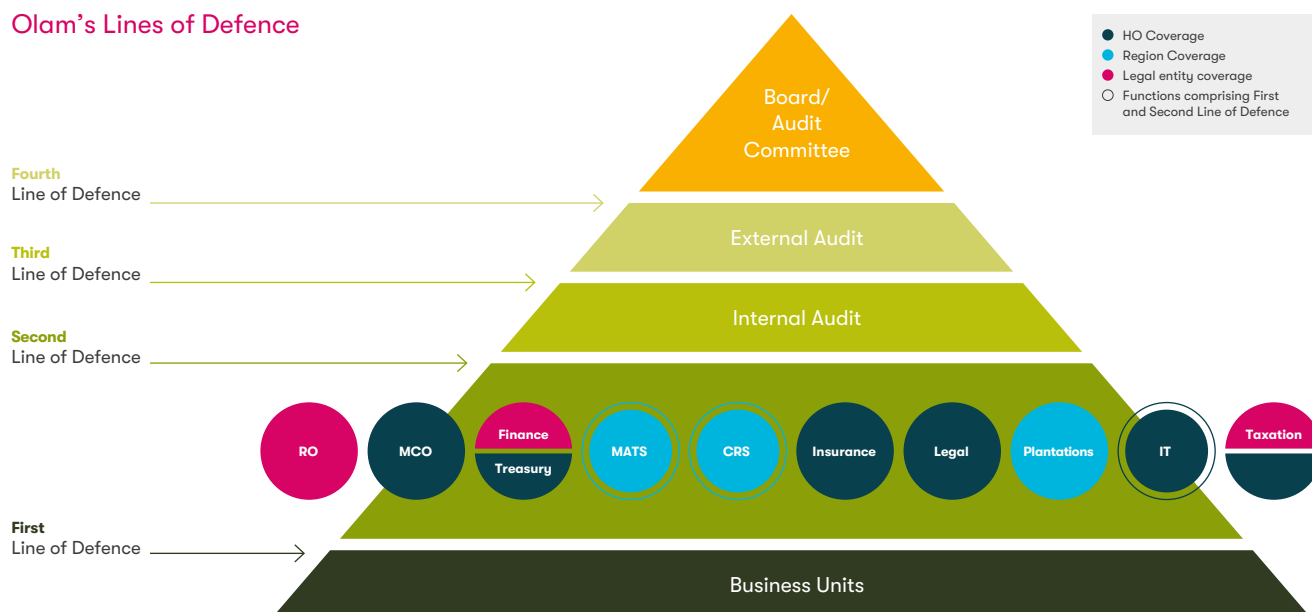 Olam's Lines of Defence
HO Coverage
Region Coverage
Legal entity coverage
Functions comprising First
and Second Line of Defence
Board/
Audit
Committee
Fourth
Line of Defence
External Audit
Third
Line of Defence
Internal Audit
Second
Line of Defence
RO
MCO
Finance
Treasury
MATS
CRS
Insurance
Legal
Plantations
IT
Taxation
First
Line of Defence
Business Units